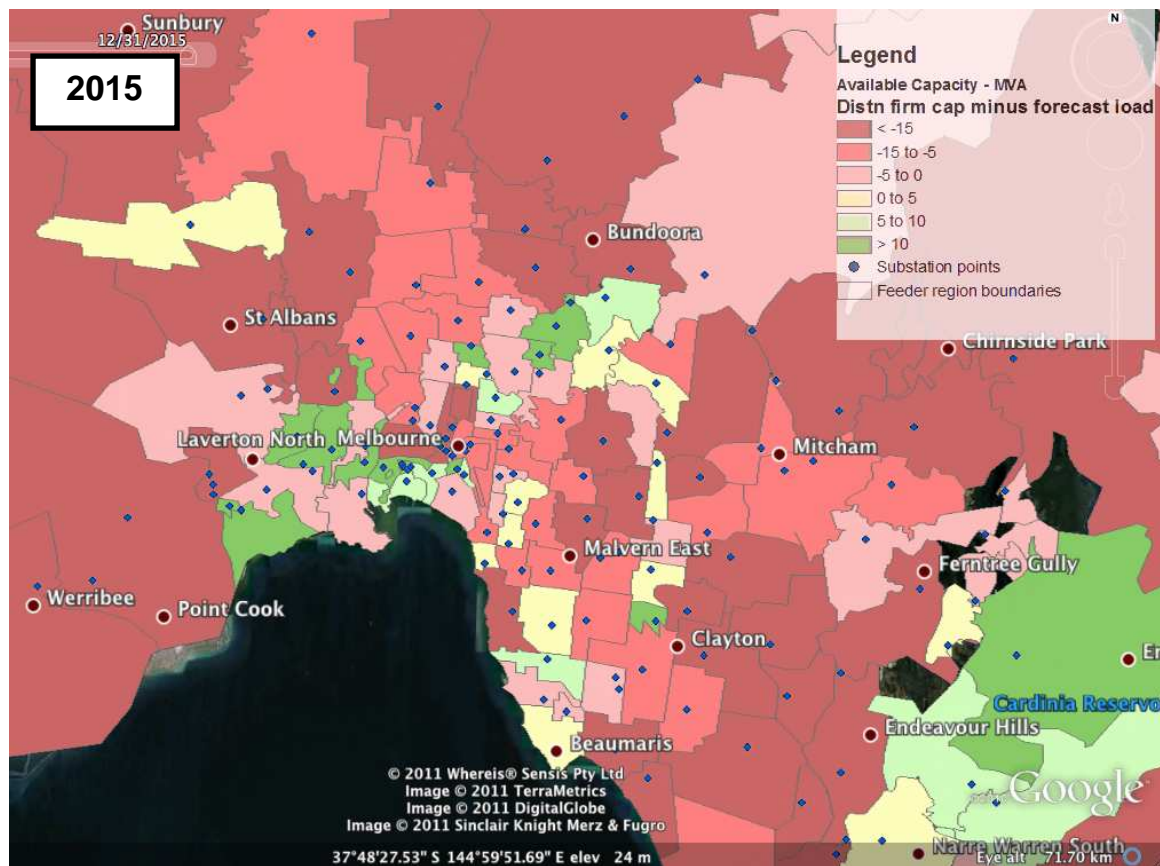 Sunbury
12/31/2015
2015
N
Legend
Available Capacity - MVA
Distn firm cap minus forecast load
< -15
-15 to -5
-5 to 0
0 to 5
5 to 10
> 10
Substation points
Feeder region boundaries
Bundoora
St Albans
Chirnside Park
Laverton North
Melbourne
Mitcham
Malvern East
Ferntree Gully
Werribee
Point Cook
Clayton
Er
Cardinia Reservo
Endeavour Hills
Beaumaris
© 2011 Whereis® Sensis Pty Ltd
Image © 2011 TerraMetrics
Image © 2011 DigitalGlobe
Image © 2011 Sinclair Knight Merz & Fugro
Google
Narre Warren South
37°48'27.53" S 144°59'51.69" E elev 24 m
Eye alt 71.70 km